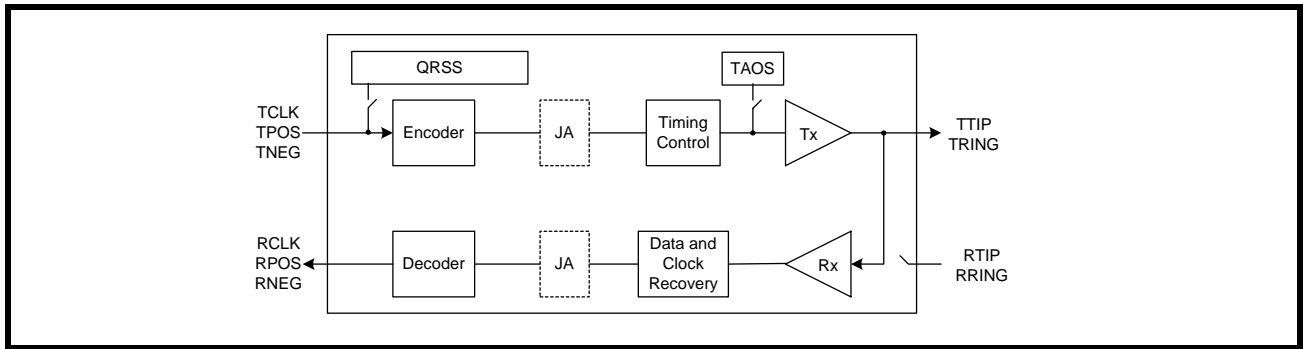 QRSS
TAOS
TCLK
TPOS
TNEG
Encoder
JA
Timing
Control
Tx
TTIP
TRING
RCLK
RPOS
RNEG
Decoder
JA
Data and
Clock
Recovery
Rx
RTIP
RRING